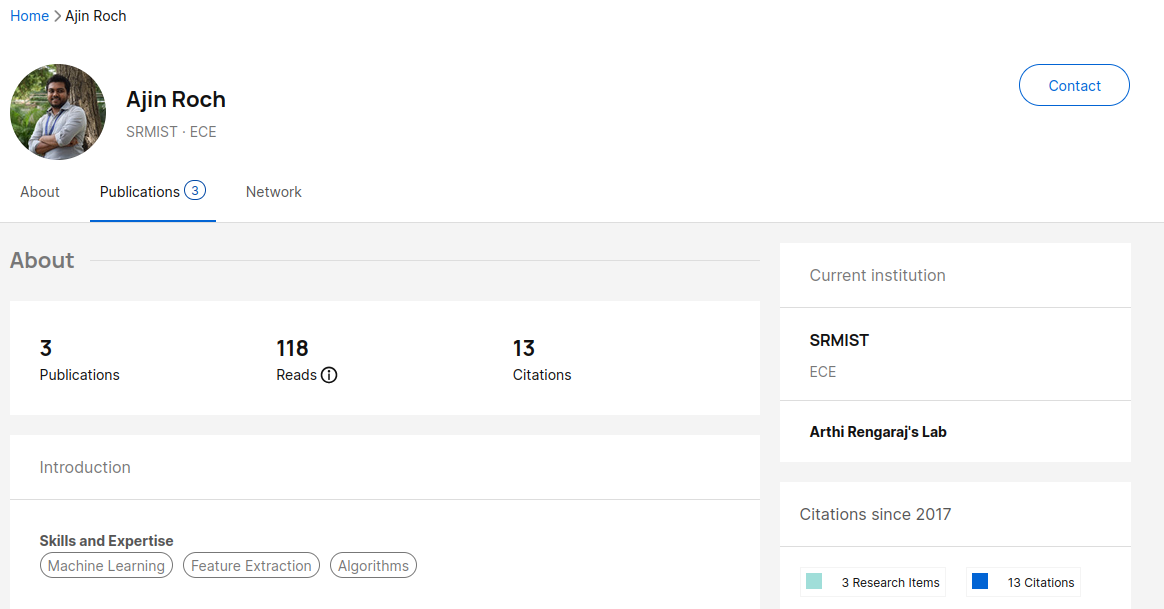 Home > Ajin Roch
Ajin Roch
SRMIST · ECE
Contact
About
Publications 3
Network
About
3
Publications
118
Reads
13
Citations
Introduction
Skills and Expertise
Machine Learning
Feature Extraction
Algorithms
Current institution
SRMIST
ECE
Arthi Rengaraj's Lab
Citations since 2017
3 Research Items
13 Citations